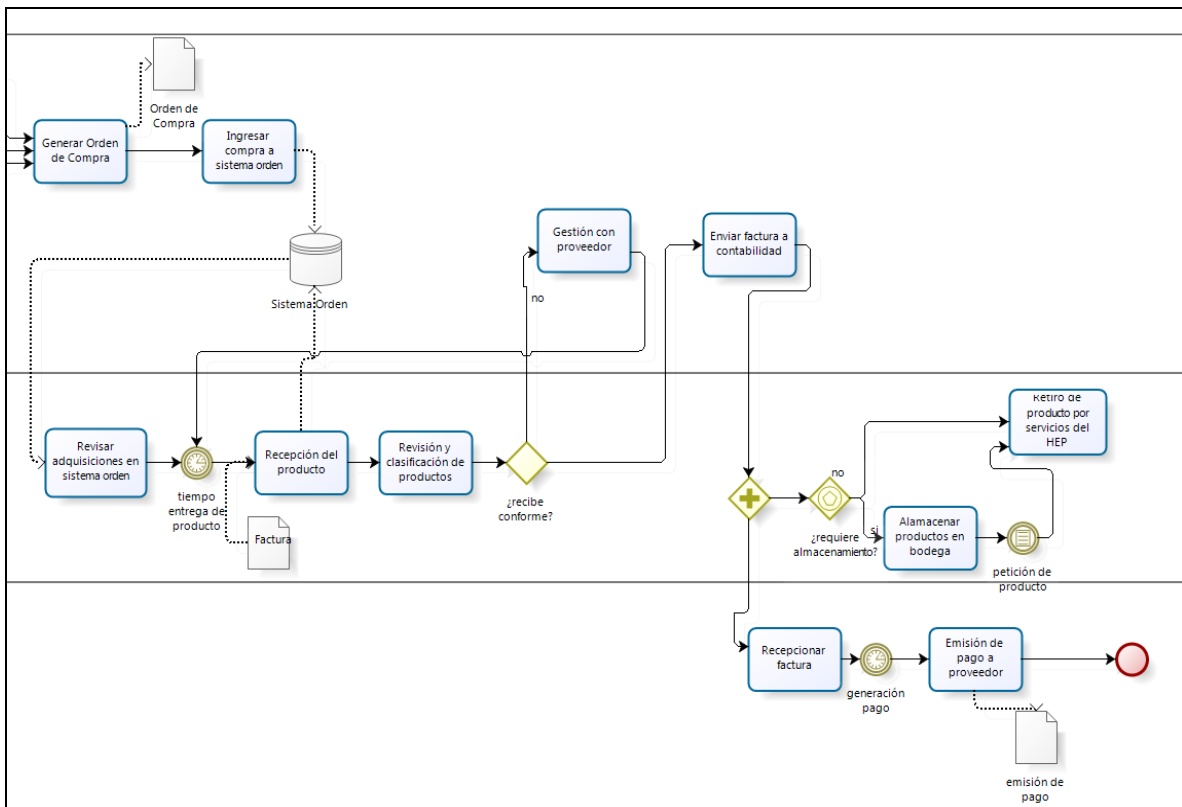 Orden de
Compra
Generar Orden
de Compra
Ingresar
compra a
sistema orden
Gestión con
proveedor
Enviar factura a
contabilidad
Sistema Orden
no
Revisar
adquisiciones en
sistema orden
tiempo
entrega de
producto
Recepción del
producto
Factura
Revisión y
clasificación de
productos
¿recibe
conforme?
no
¿requiere
almacenamiento?
si
Retiro de
producto por
servicios del
HEP
Alamacenar
productos en
bodega
petición de
producto
Recepcionar
factura
generación
pago
Emisión de
pago a
proveedor
emisión de
pago